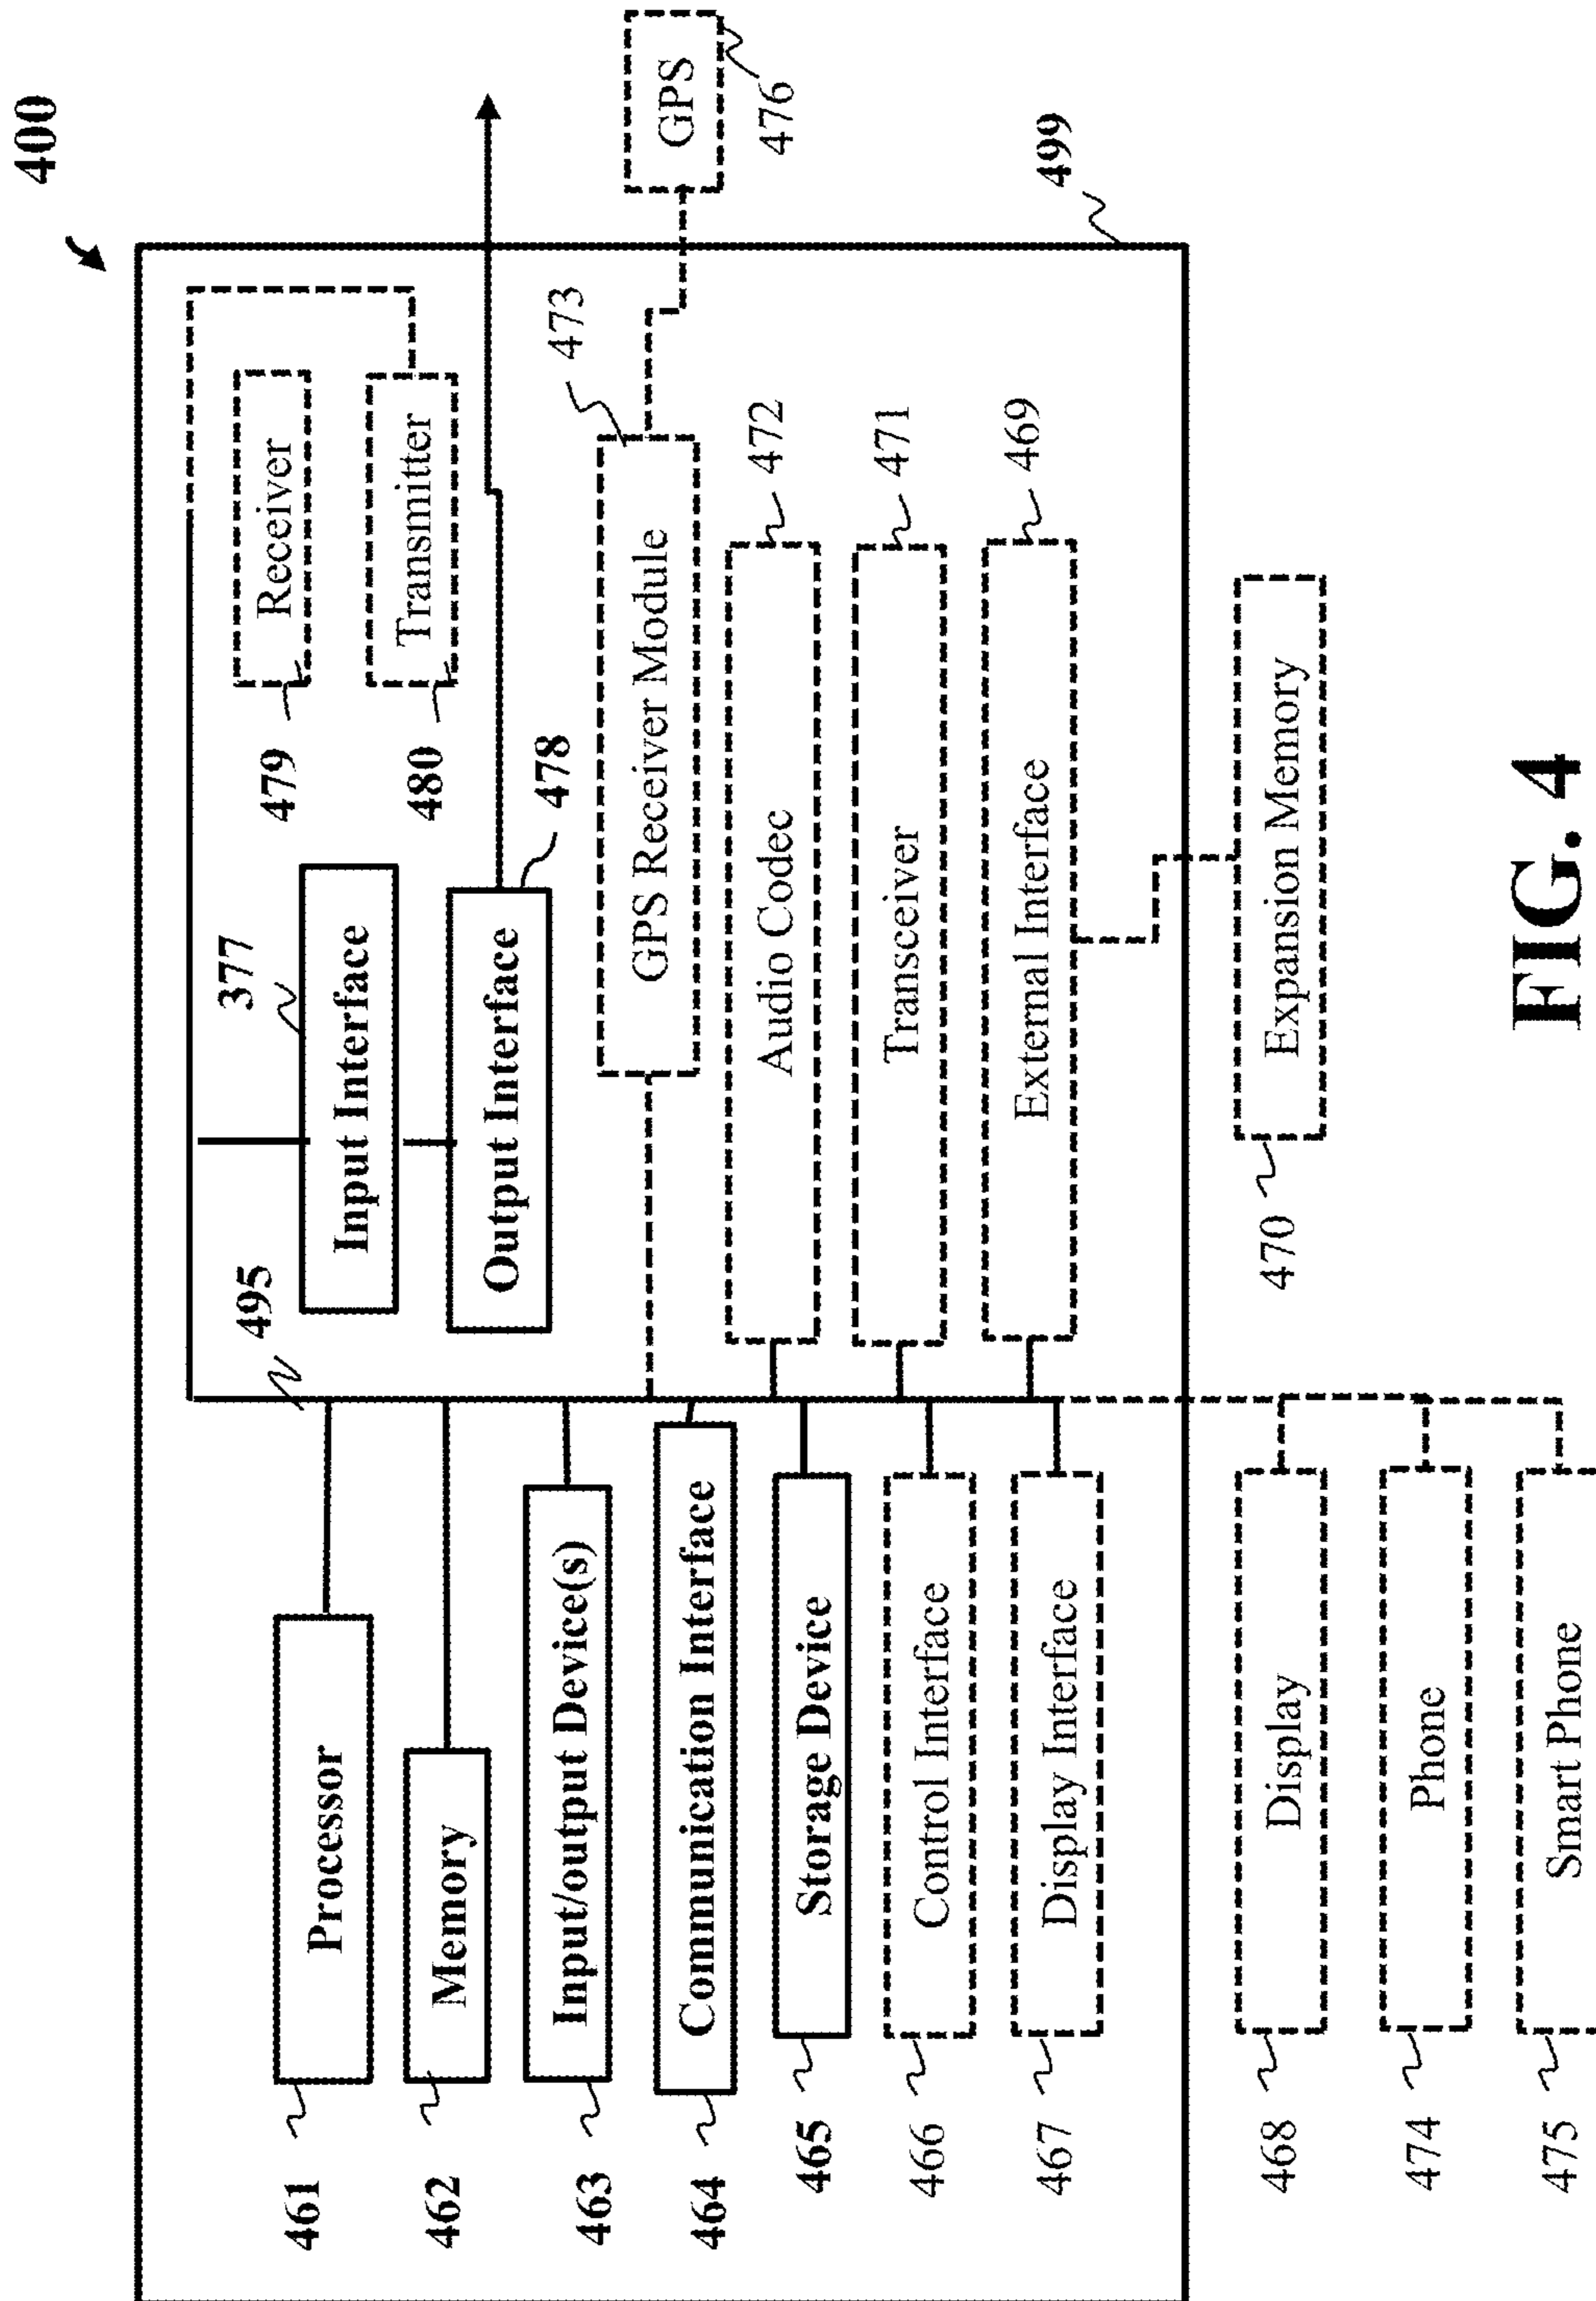 400
495
377
Input Interface
479
Receiver
480
Transmitter
Output Interface
478
461
Processor
462
Memory
463
Input/output Device(s)
464
Communication Interface
465
Storage Device
466
Control Interface
467
Display Interface
GPS Receiver Module
473
GPS
476
Audio Codec
472
Transceiver
471
External Interface
469
499
468
Display
474
Phone
475
Smart Phone
470
Expansion Memory
FIG. 4